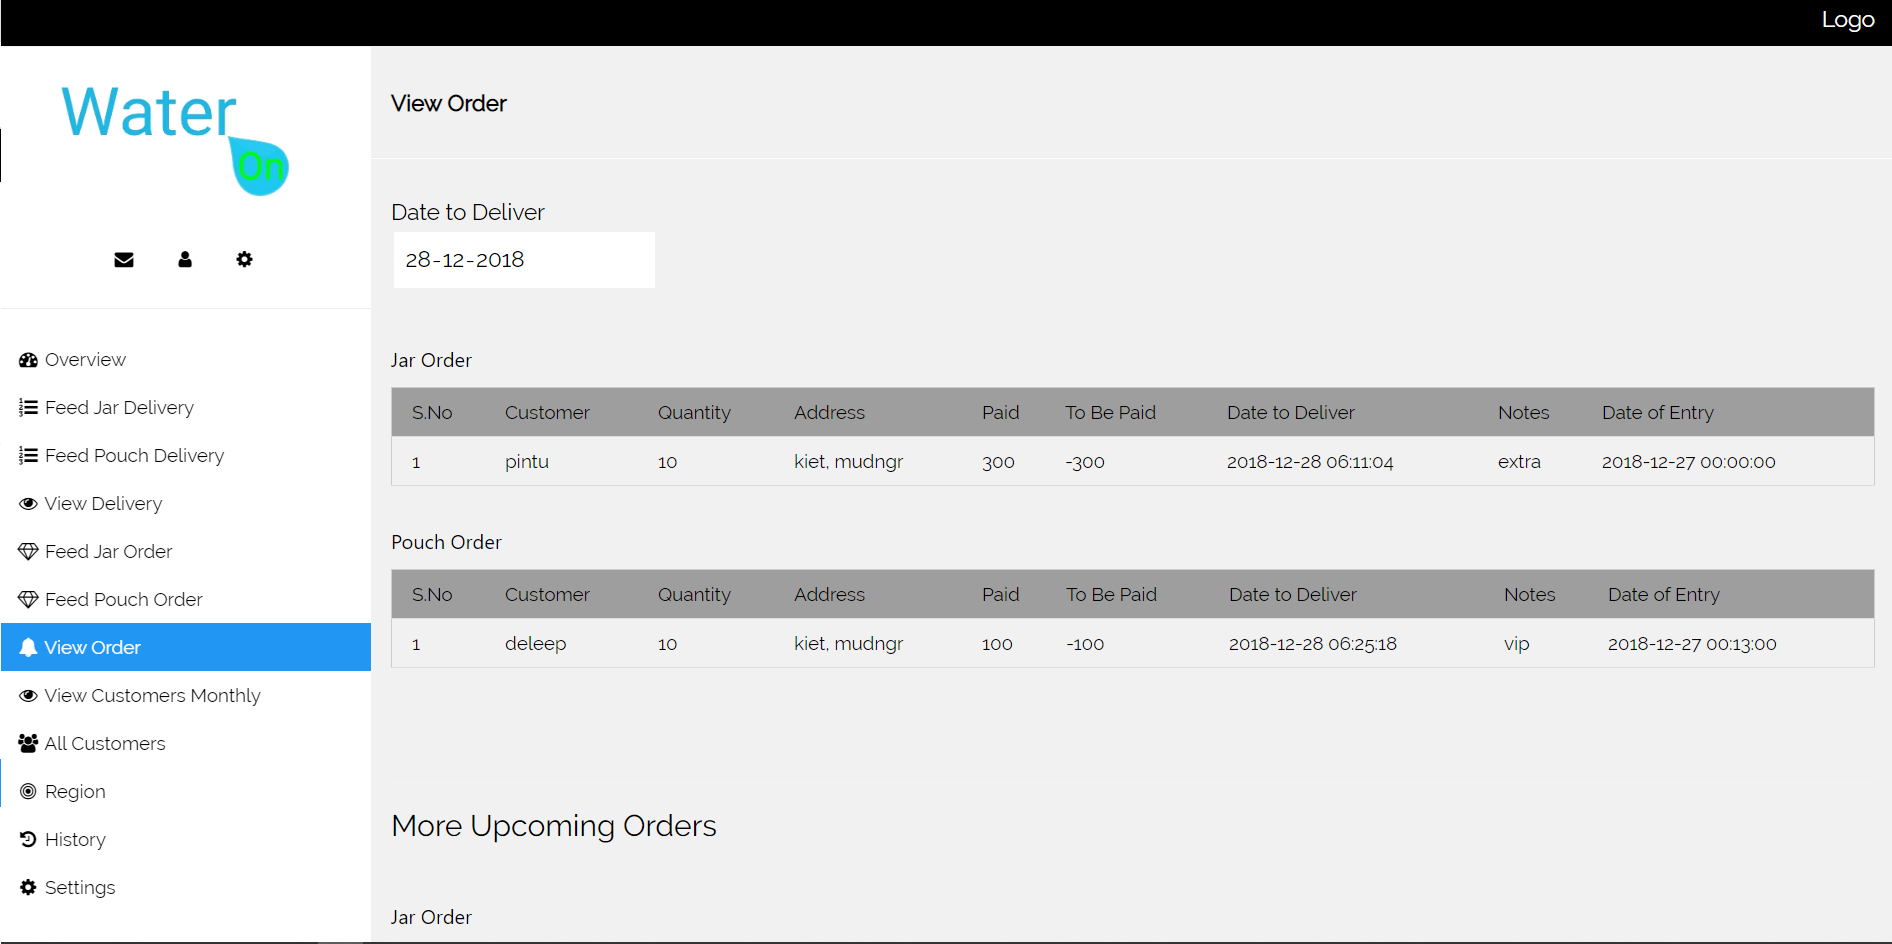 Logo
Water
On
Overview
Feed Jar Delivery
Feed Pouch Delivery
View Delivery
Feed Jar Order
Feed Pouch Order
View Order
View Customers Monthly
All Customers
Region
History
Settings
View Order
Date to Deliver
28-12-2018
Jar Order
S.No Customer Quantity Address Paid To Be Paid Date to Deliver Notes Date of Entry
1 pintu 10 kiet, mudngr 300 -300 2018-12-28 06:11:04 extra 2018-12-27 00:00:00
Pouch Order
S.No Customer Quantity Address Paid To Be Paid Date to Deliver Notes Date of Entry
1 deleep 10 kiet, mudngr 100 -100 2018-12-28 06:25:18 vip 2018-12-27 00:13:00
More Upcoming Orders
Jar Order